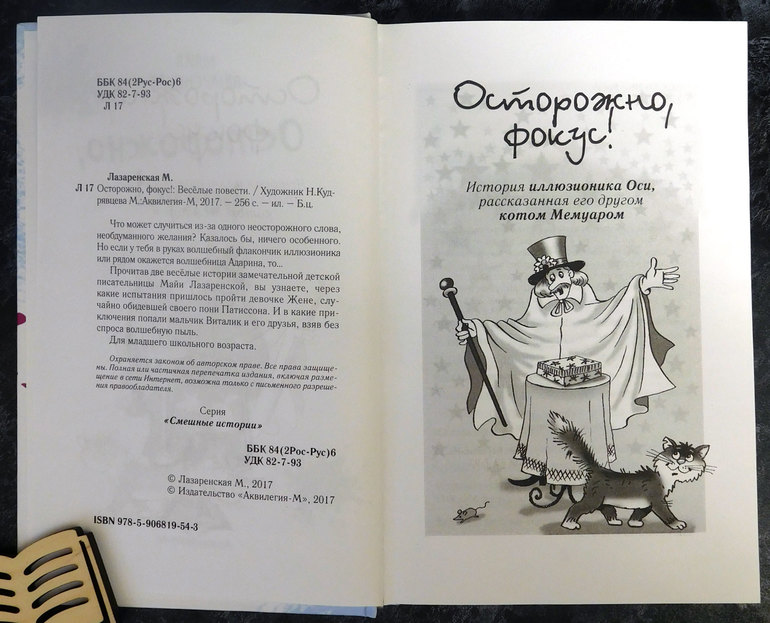 ББК 84(2Рус-Рос)6
УДК 82-7-93
Л 17
Лазаренская М.
Л 17 Осторожно, фокус!: Весёлые повести. / Художник Н.Куд-
рявцева М.:Аквилегия-М, 2017. – 256 с. – ил. – Б.ц.
Что может случиться из-за одного неосторожного слова,
необдуманного желания? Казалось бы, ничего особенного.
Но если у тебя в руках волшебный флакончик иллюзионика
или рядом окажется волшебница Адарина, то...
Прочитав две весёлые истории замечательной детской
писательницы Майи Лазаренской, вы узнаете, через
какие испытания пришлось пройти девочке Жене, слу-
чайно обидевшей своего пони Патиссона. И в какие при-
ключения попали мальчик Виталик и его друзья, взяв без
спроса волшебную пыль.
Для младшего школьного возраста.
Охраняется законом об авторском праве. Все права защище-
ны. Полная или частичная перепечатка издания, включая разме-
щение в сети Интернет, возможна только с письменного разреше-
ния правообладателя.
Серия
«Смешные истории»
ББК 84(2Рос-Рус)6
УДК 82-7-93
© Лазаренская М., 2017
© Издательство «Аквилегия-М», 2017
ISBN 978-5-906819-54-3
Осторожно,
фокус!
История иллюзионика Оси,
рассказанная его другом
котом Мемуаром